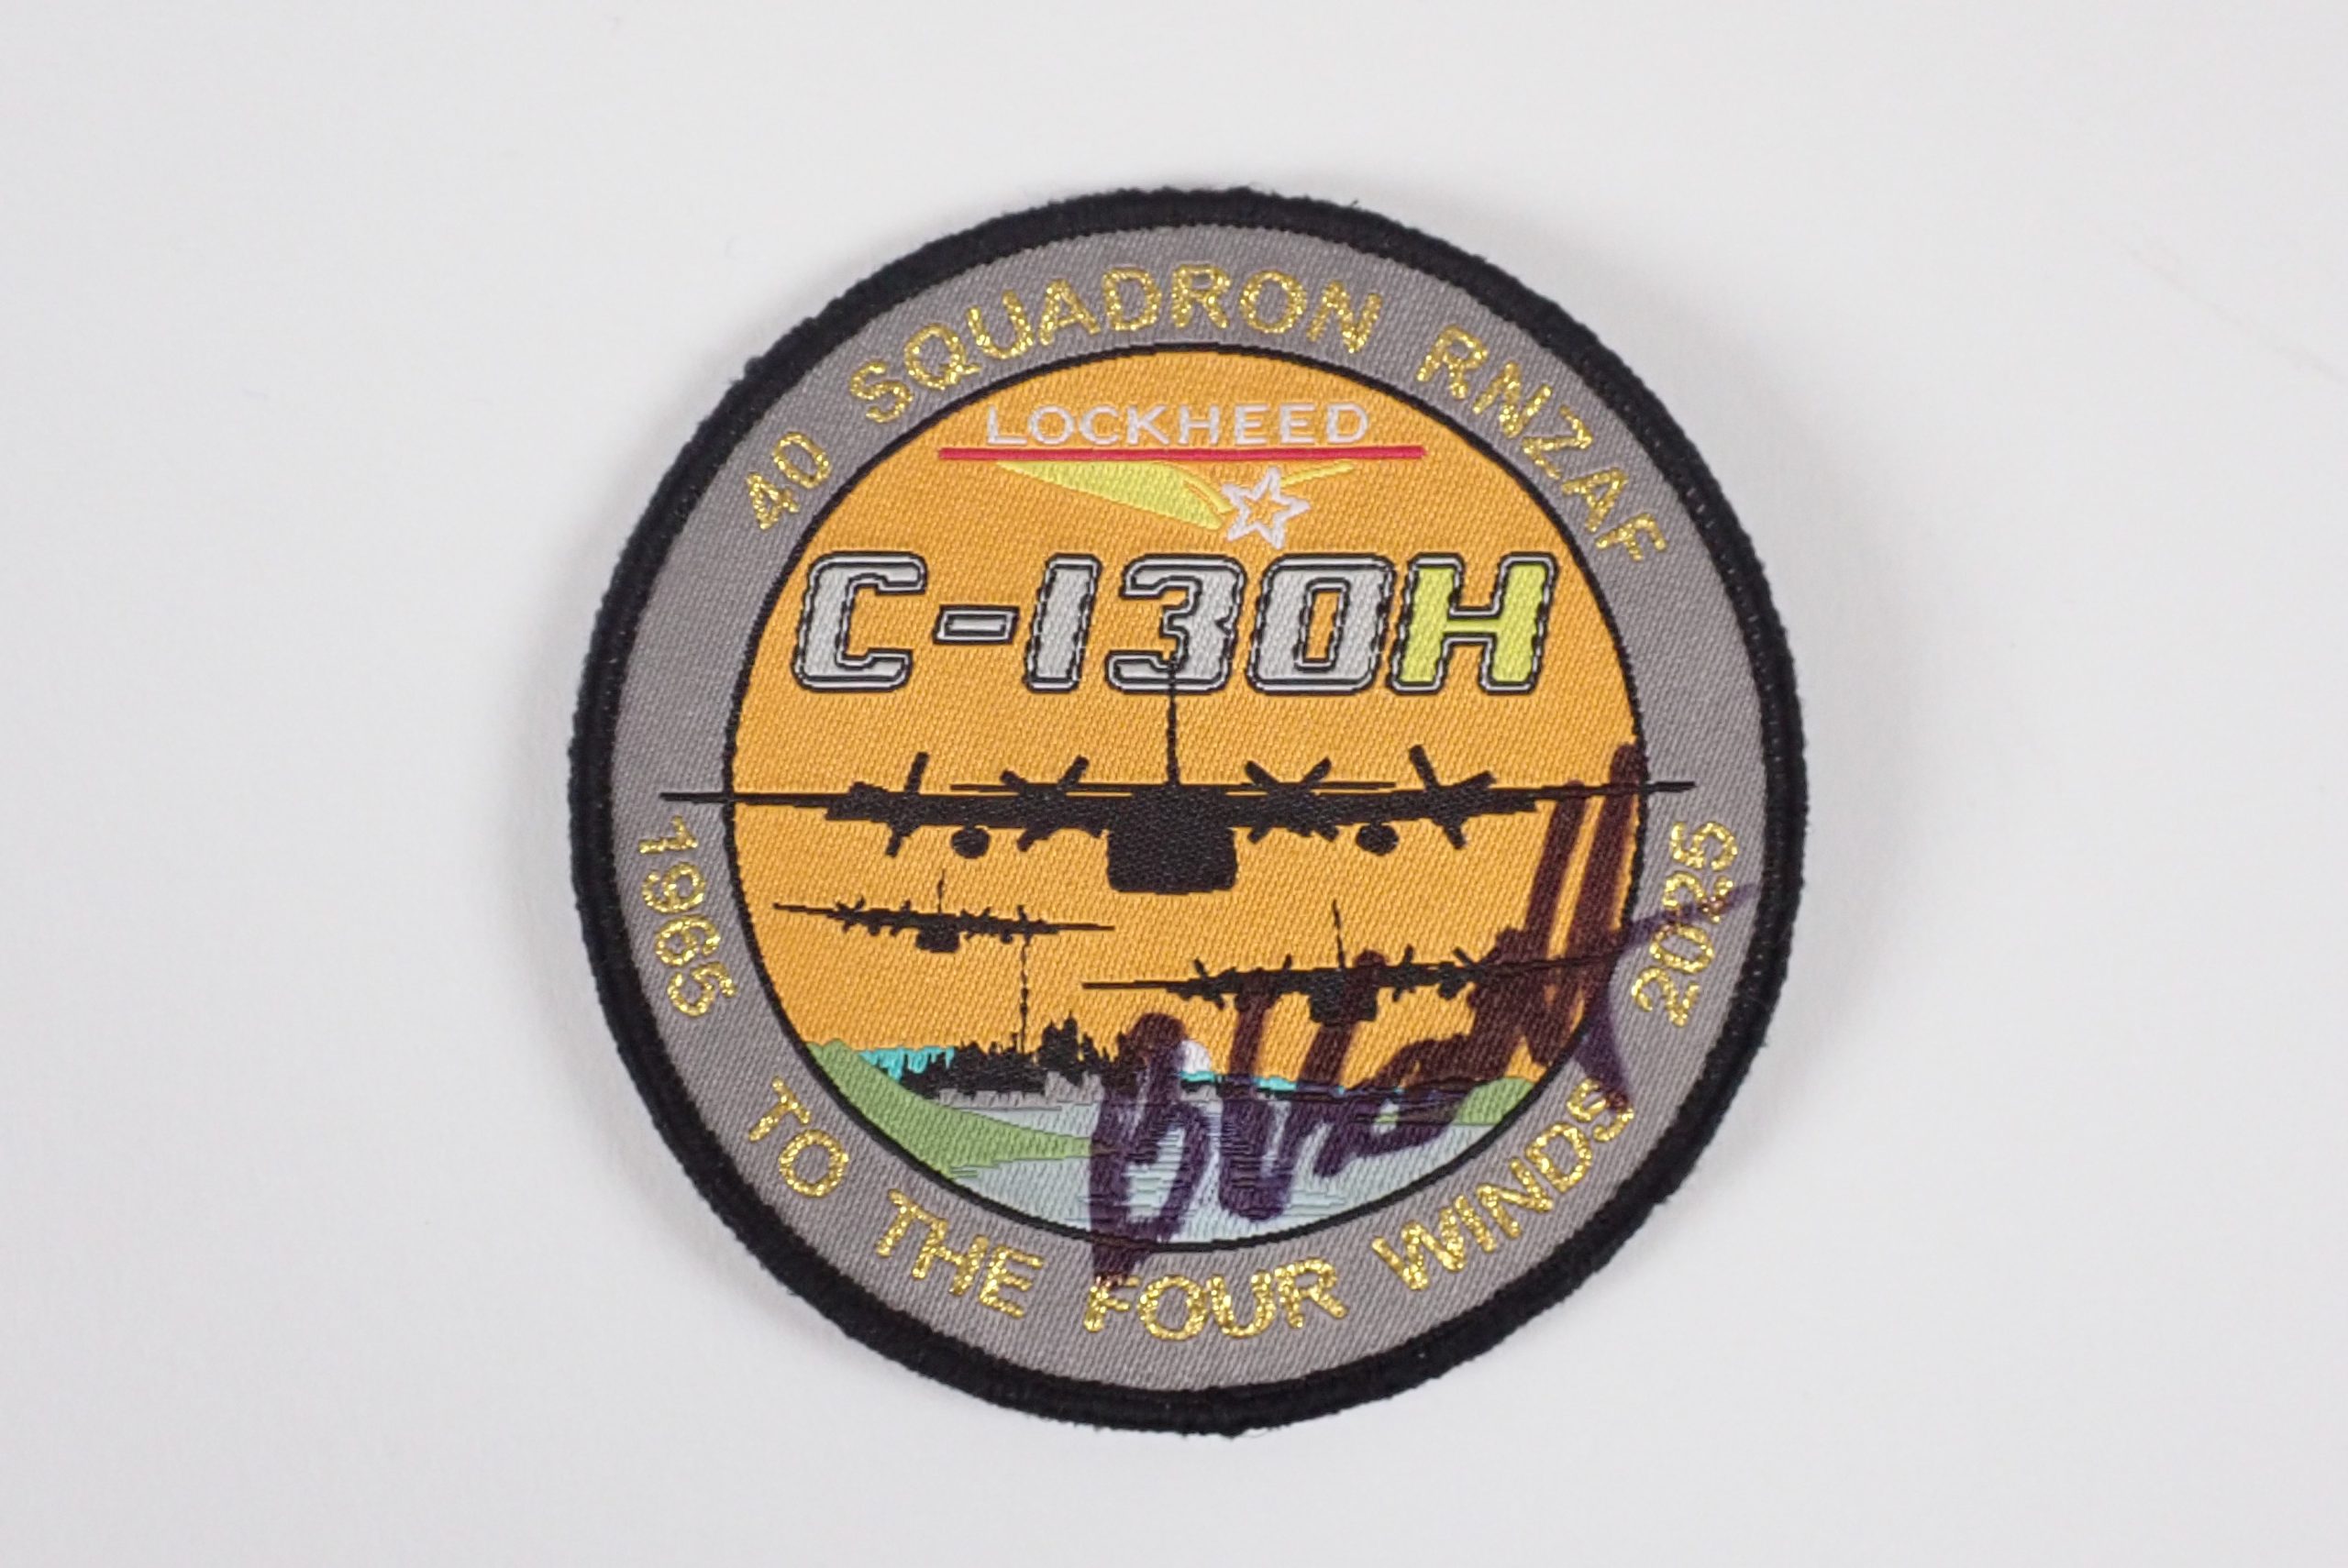 40 SQUADRON RNZAF
LOCKHEED
C-130H
1965
2025
TO THE FOUR WINDS